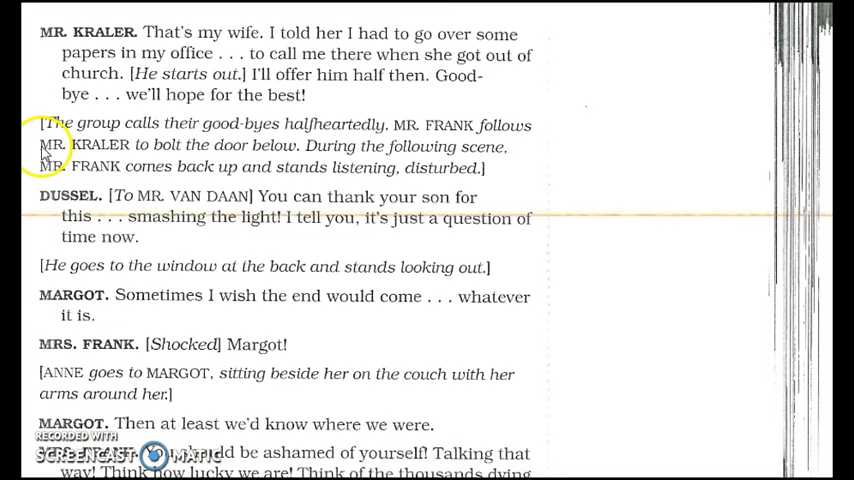 MR. KRALER. That's my wife. I told her I had to go over some
papers in my office . . . to call me there when she got out of
church. [He starts out.] I'll offer him half then. Good-
bye . . . we'll hope for the best!
[The group calls their good-byes halfheartedly. MR. FRANK follows
MR. KRALER to bolt the door below. During the following scene,
MR. FRANK comes back up and stands listening, disturbed.]
DUSSEL. [To MR. VAN DAAN] You can thank your son for
this . . . smashing the light! I tell you, it's just a question of
time now.
[He goes to the window at the back and stands looking out.]
MARGOT. Sometimes I wish the end would come . . . whatever
it is.
MRS. FRANK. [Shocked] Margot!
[ANNE goes to MARGOT, sitting beside her on the couch with her
arms around her.]
MARGOT. Then at least we'd know where we were.
RECORDED WITH
MRS. FRANK. You should be ashamed of yourself! Talking that
SCREENCAST MATIC
way! Think how lucky we are! Think of the thousands dying